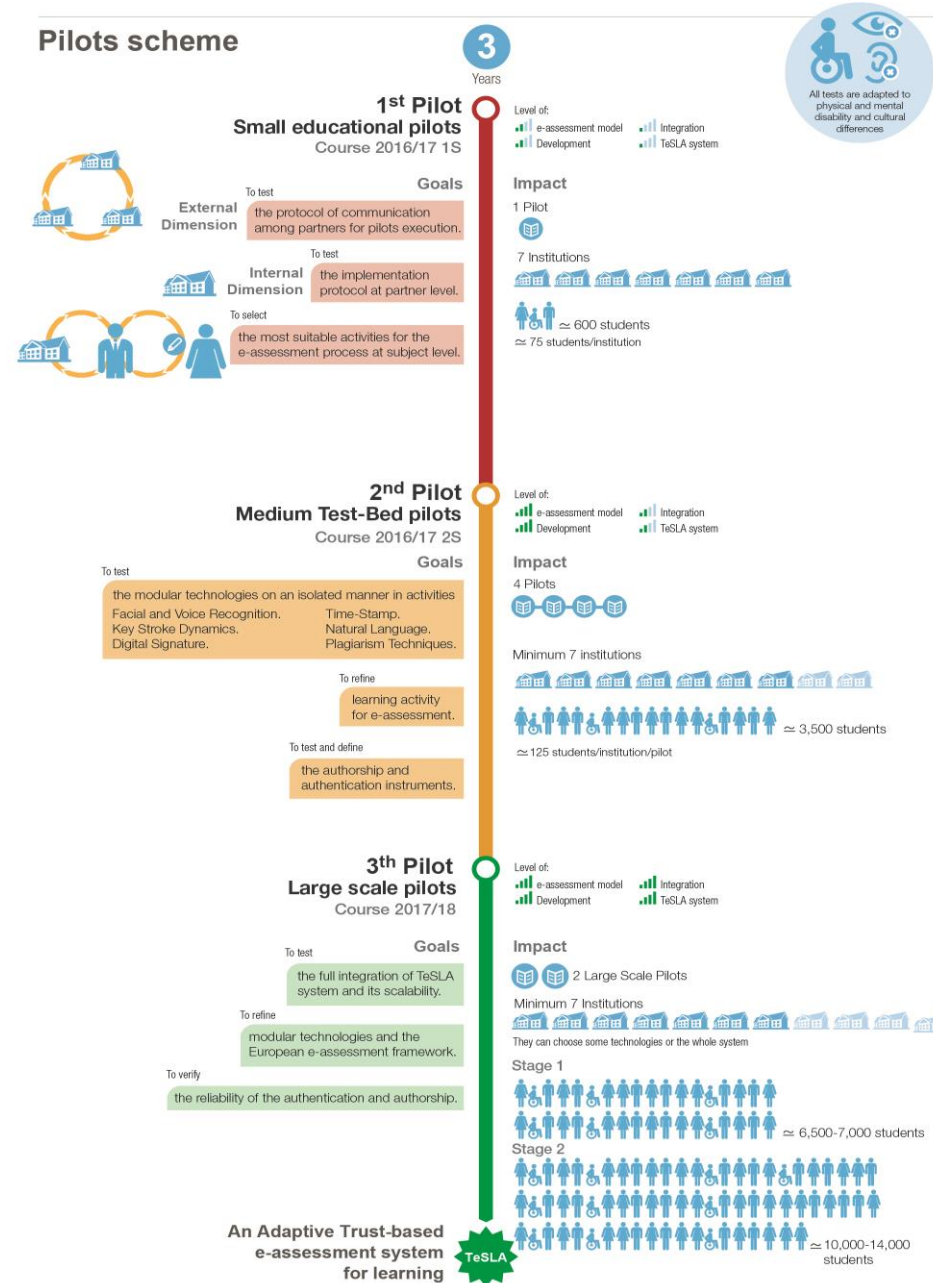 Pilots scheme
3
Years
All tests are adapted to
physical and mental
disability and cultural
differences
1st Pilot
Small educational pilots
Course 2016/17 1S
Level of:
e-assessment model
Integration
Development
TeSLA system
Goals
To test
External
Dimension
the protocol of communication
among partners for pilots execution.
To test
Internal
Dimension
the implementation
protocol at partner level.
To select
the most suitable activities for the
e-assessment process at subject level.
Impact
1 Pilot
7 Institutions
≃ 600 students
≃ 75 students/institution
2nd Pilot
Medium Test-Bed pilots
Course 2016/17 2S
Level of:
e-assessment model
Integration
Development
TeSLA system
Goals
To test
the modular technologies on an isolated manner in activities
Facial and Voice Recognition.
Time-Stamp.
Key Stroke Dynamics.
Natural Language.
Digital Signature.
Plagiarism Techniques.
To refine
learning activity
for e-assessment.
To test and define
the authorship and
authentication instruments.
Impact
4 Pilots
Minimum 7 institutions
≃ 3,500 students
≃ 125 students/institution/pilot
3th Pilot
Large scale pilots
Course 2017/18
Level of:
e-assessment model
Integration
Development
TeSLA system
Goals
To test
the full integration of TeSLA
system and its scalability.
To refine
modular technologies and the
European e-assessment framework.
To verify
the reliability of the authentication and authorship.
Impact
2 Large Scale Pilots
Minimum 7 Institutions
They can choose some technologies or the whole system
Stage 1
≃ 6,500-7,000 students
Stage 2
≃ 10,000-14,000
students
An Adaptive Trust-based
e-assessment system
for learning
TeSLA